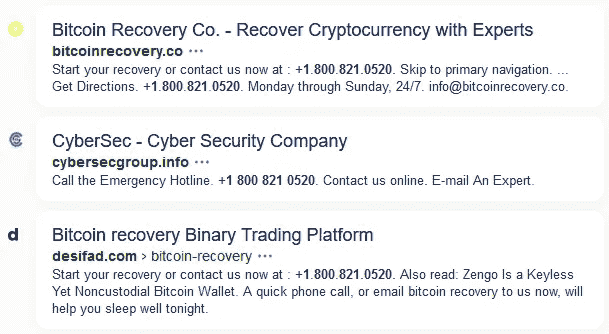 Bitcoin Recovery Co. - Recover Cryptocurrency with Experts
bitcoinrecovery.co •••
Start your recovery or contact us now at : +1.800.821.0520. Skip to primary navigation. ...
Get Directions. +1.800.821.0520. Monday through Sunday, 24/7. info@bitcoinrecovery.co.
CyberSec - Cyber Security Company
cybersecgroup.info •••
Call the Emergency Hotline. +1 800 821 0520. Contact us online. E-mail An Expert.
d
Bitcoin recovery Binary Trading Platform
desifad.com › bitcoin-recovery •••
Start your recovery or contact us now at : +1.800.821.0520. Also read: Zengo Is a Keyless
Yet Noncustodial Bitcoin Wallet. A quick phone call, or email bitcoin recovery to us now, will
help you sleep well tonight.